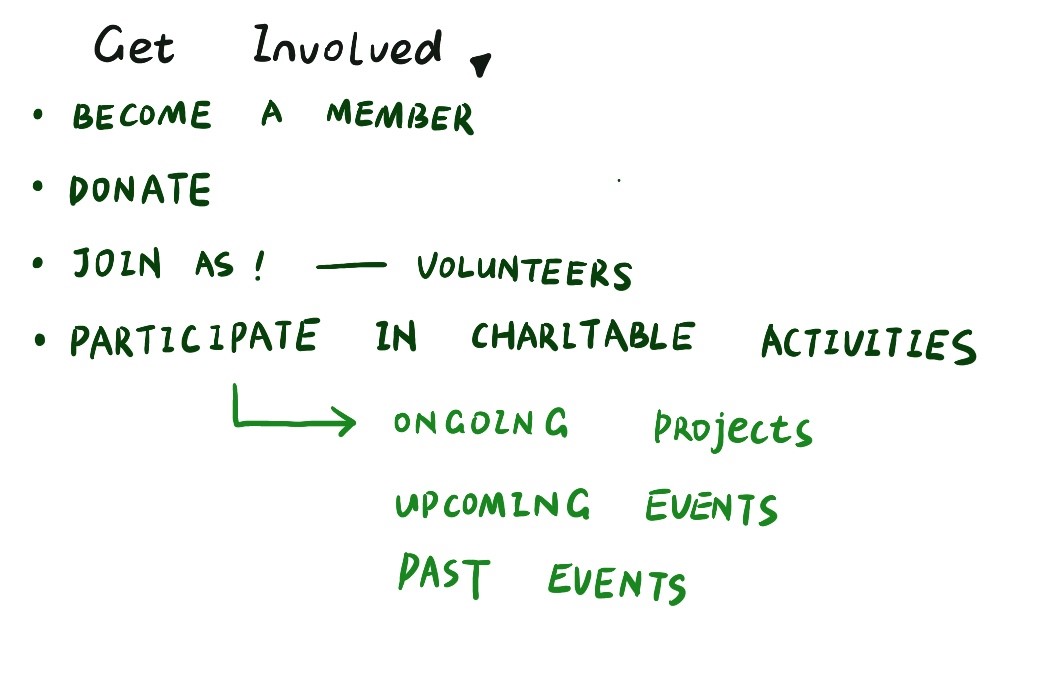 Get Involved ▼
• BECOME A MEMBER
• DONATE
• JOIN AS! — VOLUNTEERS
• PARTICIPATE IN CHARITABLE ACTIVITIES
→ ONGOING PROJects
UPCOMING EVENTS
PAST EVENTS